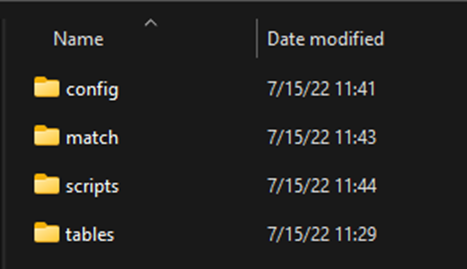 Name Date modified
config 7/15/22 11:41
match 7/15/22 11:43
scripts 7/15/22 11:44
tables 7/15/22 11:29